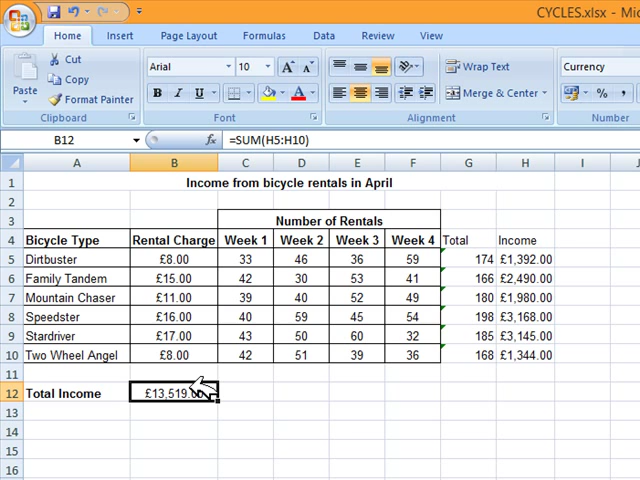 CYCLES.xlsx - Mic
Home Insert Page Layout Formulas Data Review View
Paste
Cut
Copy
Format Painter
Clipboard
Arial 10 A A
B I U A
Font
Wrap Text
Merge & Center
Alignment
Currency
% ,
Number
B12 fx =SUM(H5:H10)
A B C D E F G H I J
1 Income from bicycle rentals in April
2
3 Number of Rentals
4 Bicycle Type Rental Charge Week 1 Week 2 Week 3 Week 4 Total Income
5 Dirtbuster £8.00 33 46 36 59 174 £1,392.00
6 Family Tandem £15.00 42 30 53 41 166 £2,490.00
7 Mountain Chaser £11.00 39 40 52 49 180 £1,980.00
8 Speedster £16.00 40 59 45 54 198 £3,168.00
9 Stardriver £17.00 43 50 60 32 185 £3,145.00
10 Two Wheel Angel £8.00 42 51 39 36 168 £1,344.00
11
12 Total Income £13,519.00
13
14
15
16